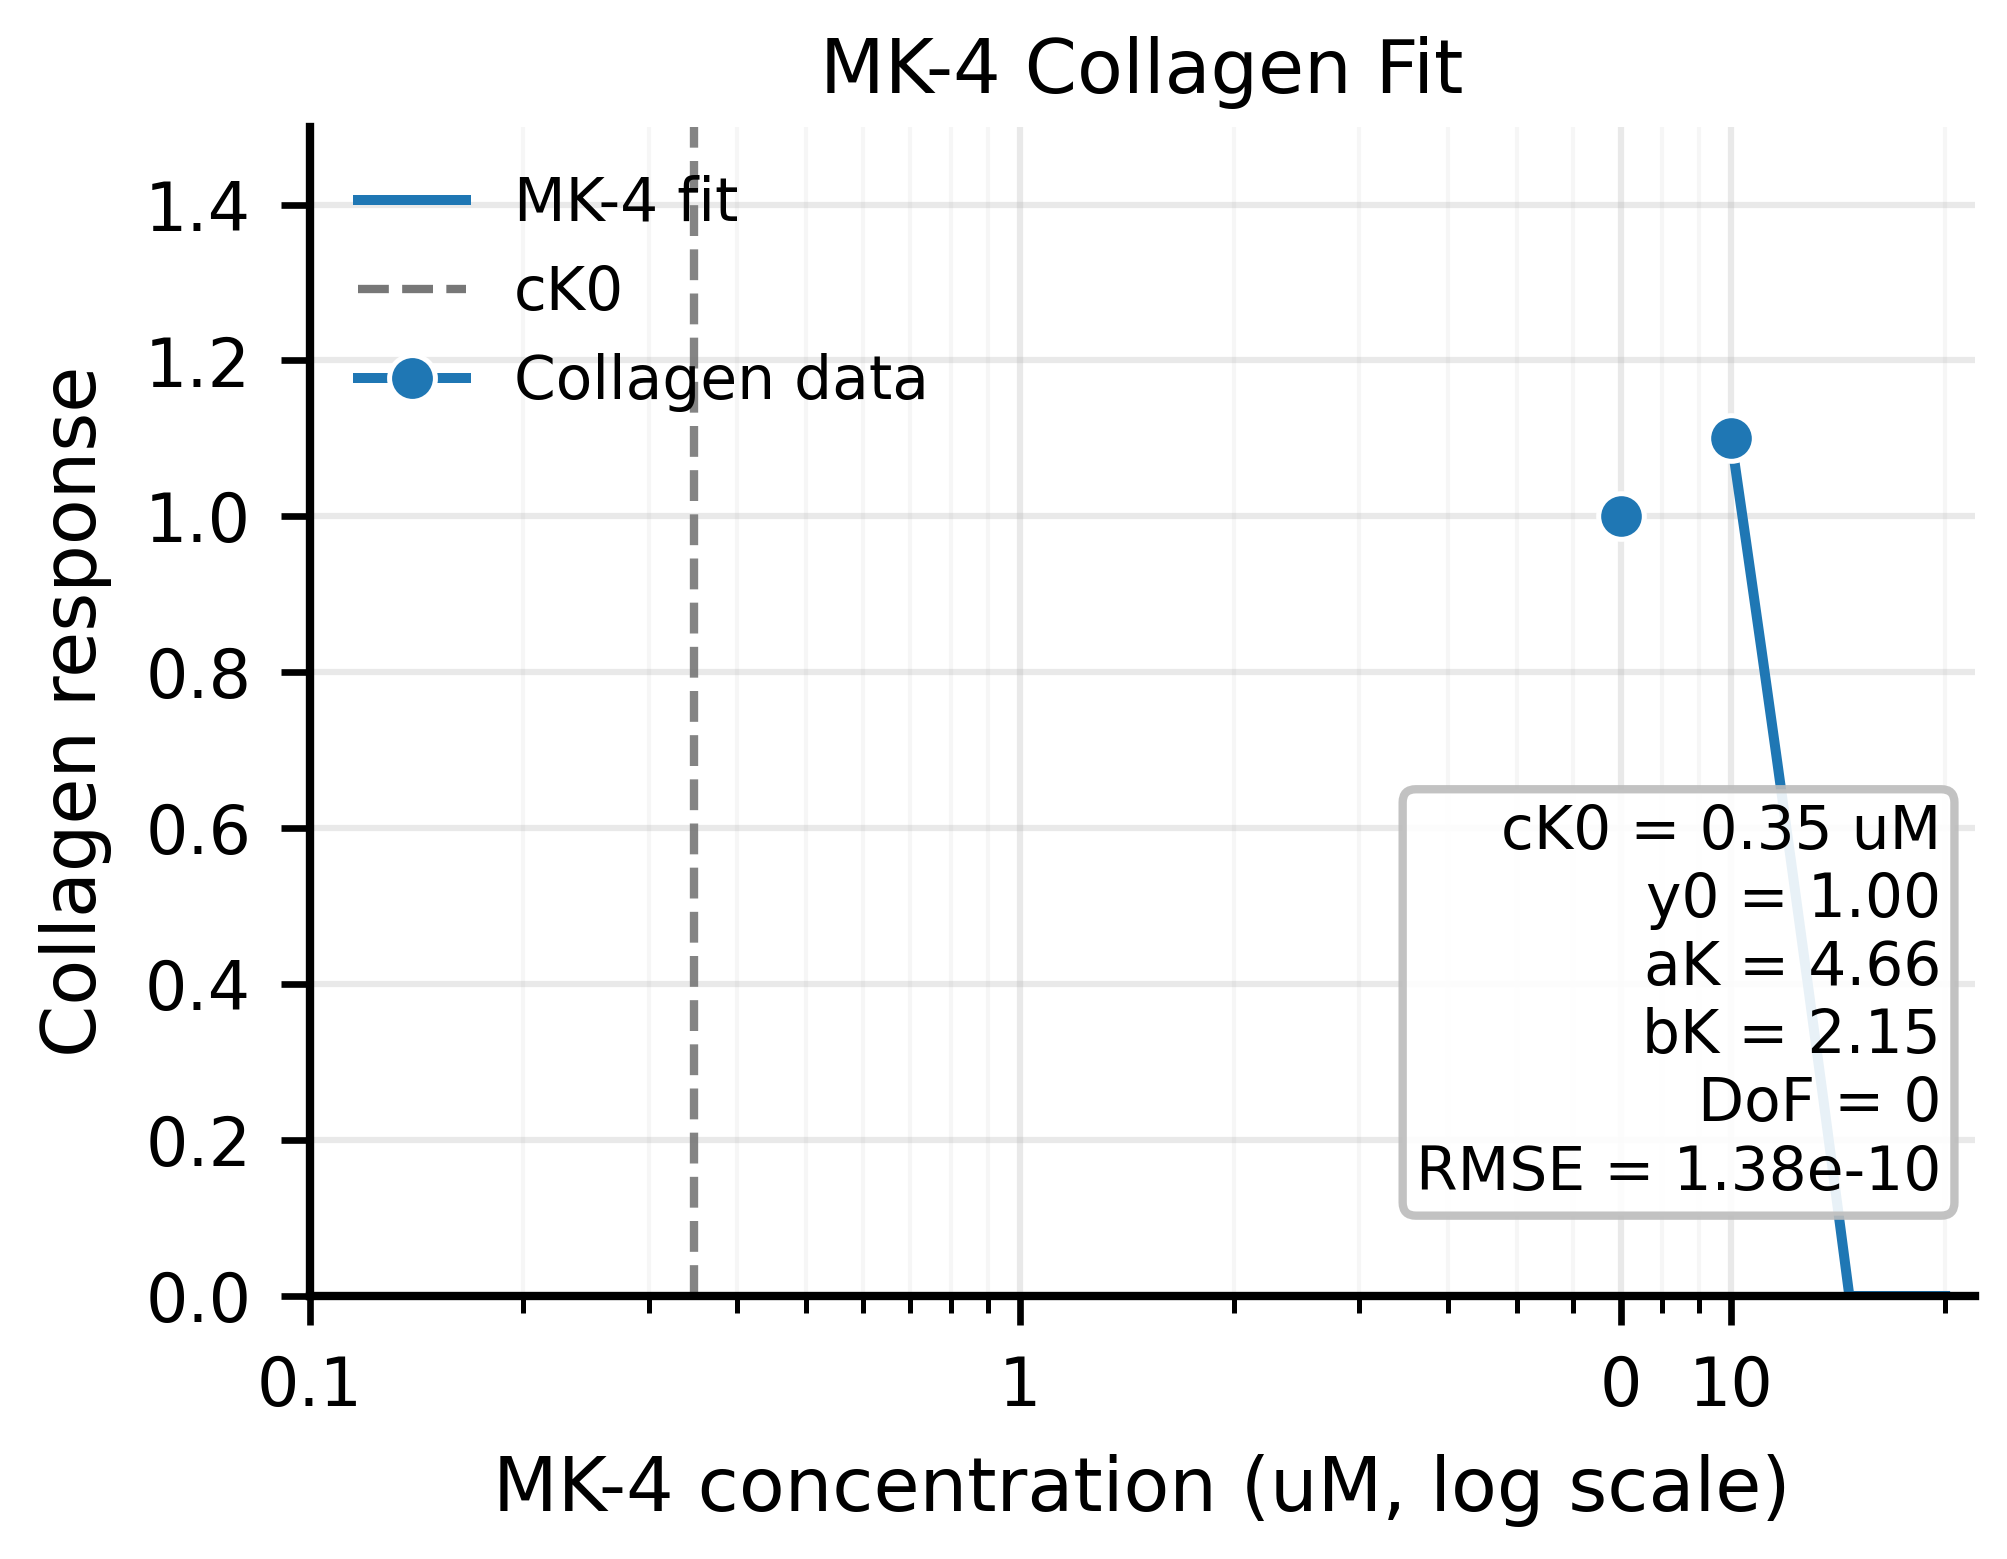 MK-4 Collagen Fit
MK-4 fit
cK0
Collagen data
Collagen response
1.4
1.2
1.0
0.8
0.6
0.4
0.2
0.0
cK0 = 0.35 uM
y0 = 1.00
aK = 4.66
bK = 2.15
DoF = 0
RMSE = 1.38e-10
0.1
1
0
10
MK-4 concentration (uM, log scale)